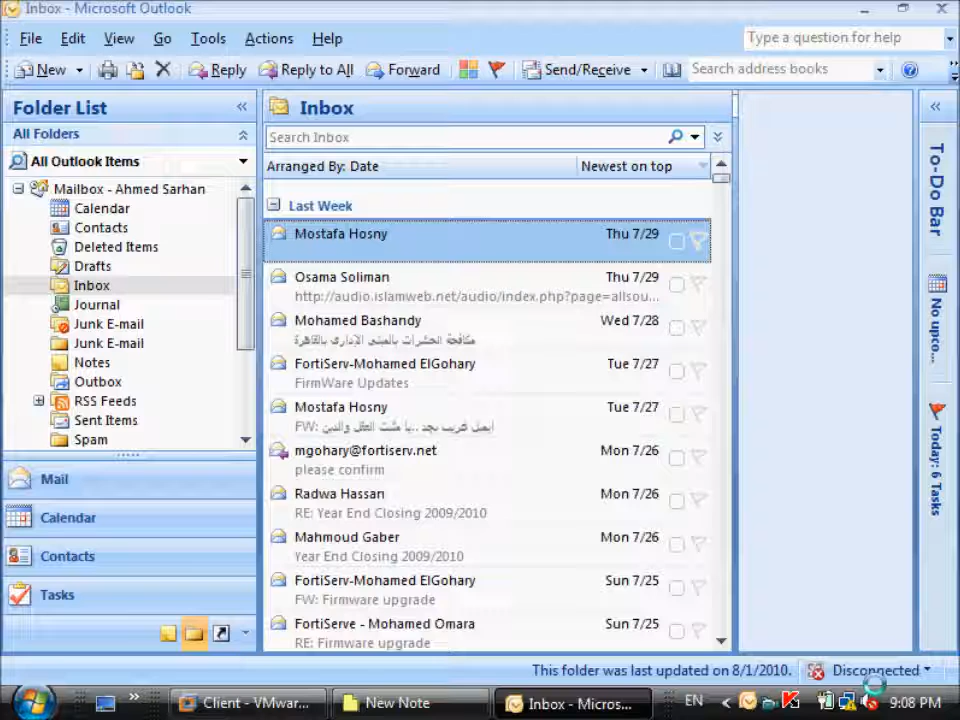 Inbox - Microsoft Outlook
File Edit View Go Tools Actions Help
Type a question for help
New Reply Reply to All Forward Send/Receive Search address books
Folder List
All Folders
All Outlook Items
Mailbox - Ahmed Sarhan
Calendar
Contacts
Deleted Items
Drafts
Inbox
Journal
Junk E-mail
Junk E-mail
Notes
Outbox
RSS Feeds
Sent Items
Spam
Mail
Calendar
Contacts
Tasks
Inbox
Search Inbox
Arranged By: Date Newest on top
Last Week
Mostafa Hosny Thu 7/29
Osama Soliman Thu 7/29
http://audio.islamweb.net/audio/index.php?page=allsou...
Mohamed Bashandy Wed 7/28
مكافحة الحشرات بالمبنى الإدارى بالقاهرة
FortiServ-Mohamed ElGohary Tue 7/27
FirmWare Updates
Mostafa Hosny Tue 7/27
FW:
mgohary@fortiserv.net Mon 7/26
please confirm
Radwa Hassan Mon 7/26
RE: Year End Closing 2009/2010
Mahmoud Gaber Mon 7/26
Year End Closing 2009/2010
FortiServ-Mohamed ElGohary Sun 7/25
FW: Firmware upgrade
FortiServe - Mohamed Omara Sun 7/25
RE: Firmware upgrade
To-Do Bar
No upco...
Today: 6 Tasks
This folder was last updated on 8/1/2010. Disconnected
Client - VMwar... New Note Inbox - Micros... EN 9:08 PM